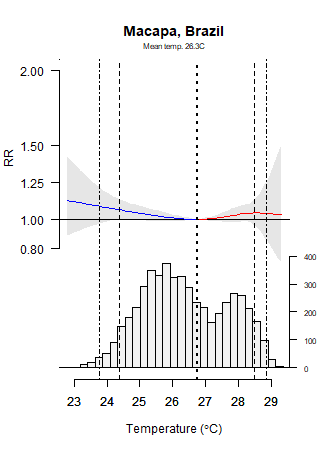 Macapa, Brazil
Mean temp. 26.3C
2.00
1.50
1.25
1.00
0.80
RR
400
300
200
100
0
23 24 25 26 27 28 29
Temperature (°C)